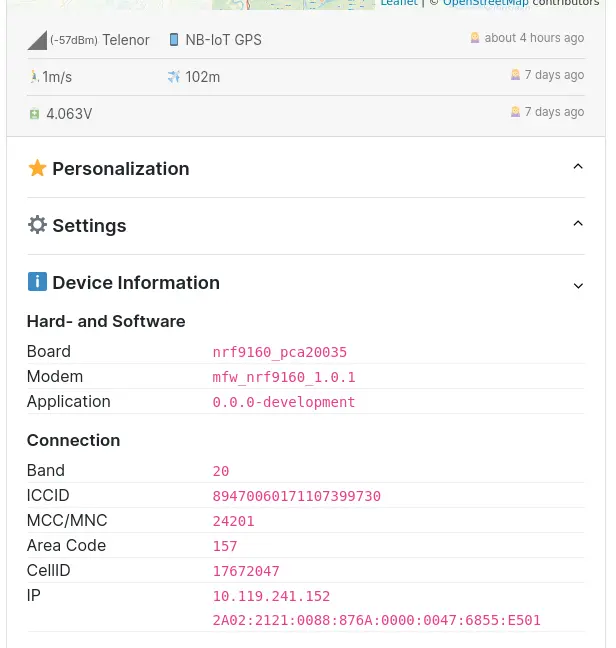 Leaflet | © OpenStreetMap contributors
(-57dBm) Telenor NB-IoT GPS about 4 hours ago
1m/s 102m 7 days ago
4.063V 7 days ago
Personalization
Settings
Device Information
Hard- and Software
Board nrf9160_pca20035
Modem mfw_nrf9160_1.0.1
Application 0.0.0-development
Connection
Band 20
ICCID 89470060171107399730
MCC/MNC 24201
Area Code 157
CellID 17672047
IP 10.119.241.152
2A02:2121:0088:876A:0000:0047:6855:E501